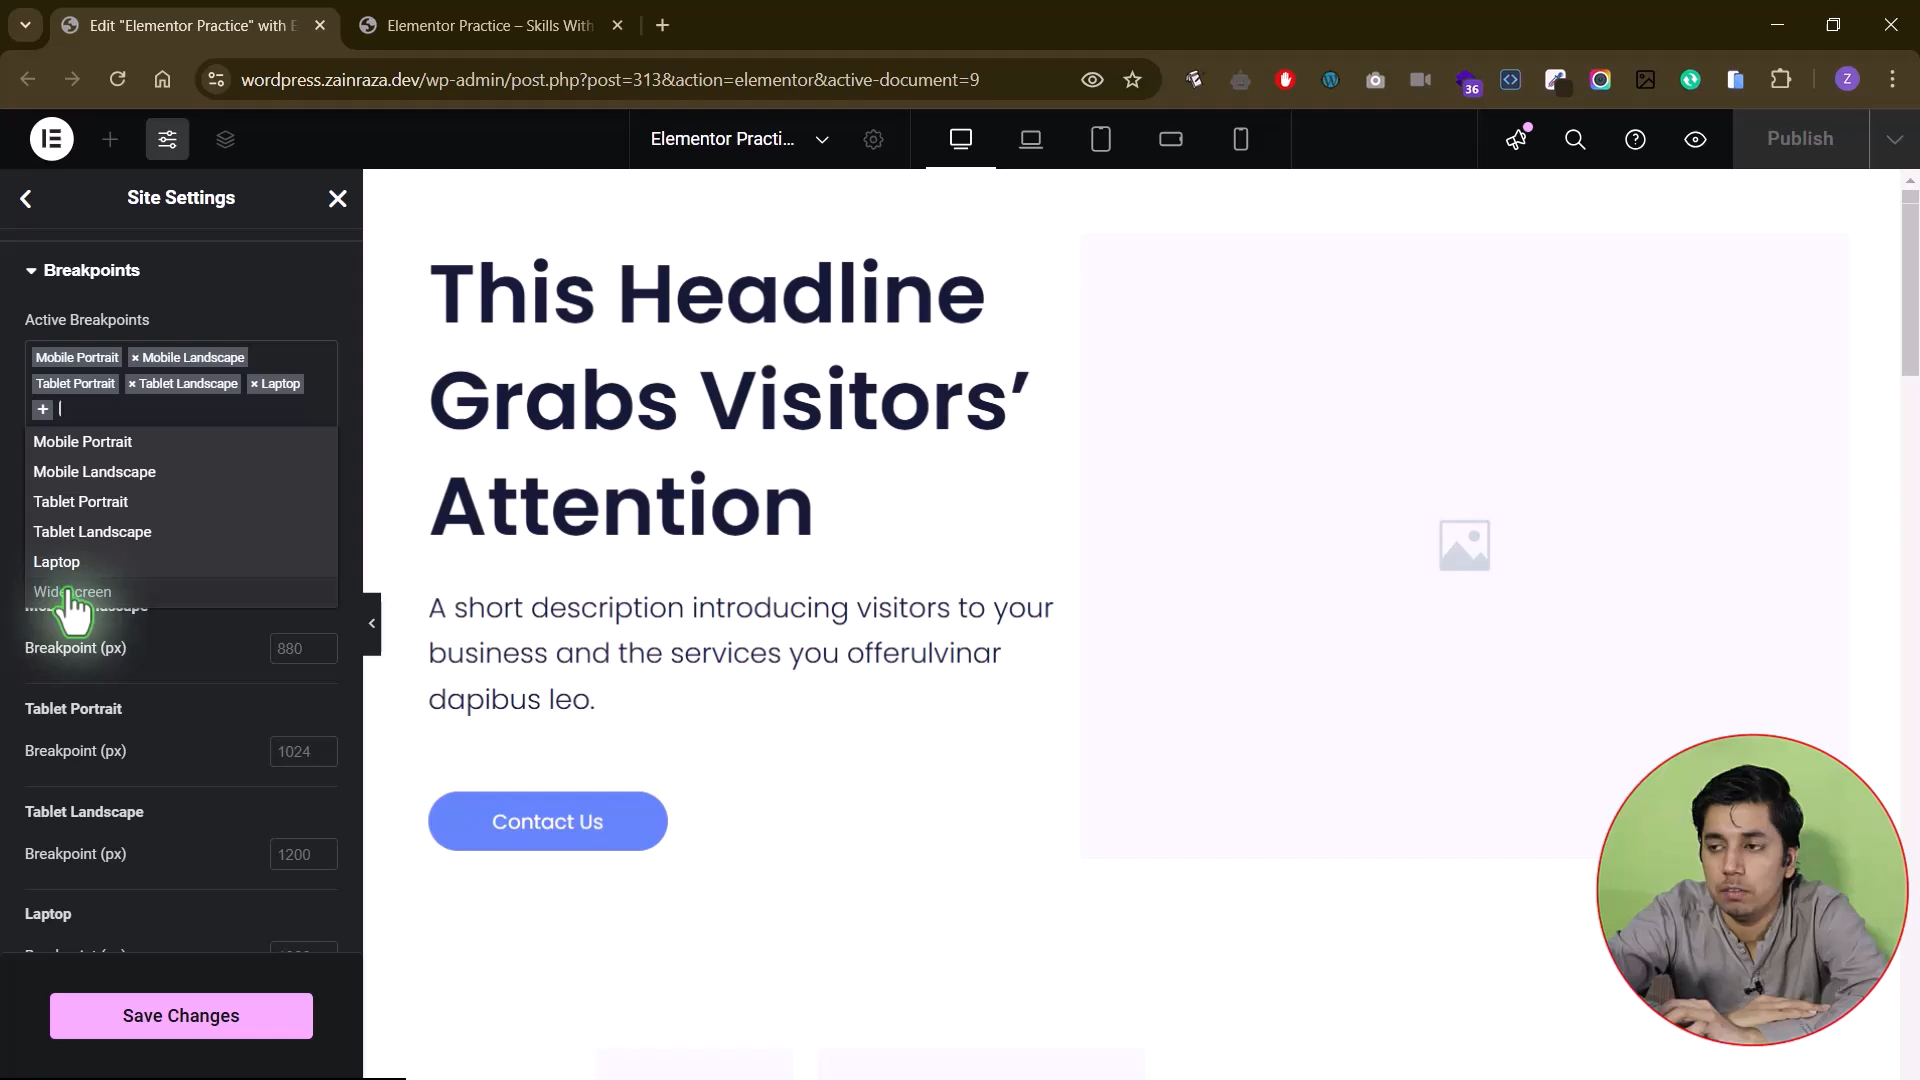 Edit "Elementor Practice" with E
Elementor Practice – Skills With
wordpress.zainraza.dev/wp-admin/post.php?post=313&action=elementor&active-document=9
36
Z
Elementor Practi...
Publish
Site Settings
Breakpoints
Active Breakpoints
Mobile Portrait × Mobile Landscape
Tablet Portrait × Tablet Landscape × Laptop
+
Mobile Portrait
Mobile Landscape
Tablet Portrait
Tablet Landscape
Laptop
Breakpoint (px) 880
Tablet Portrait
Breakpoint (px) 1024
Tablet Landscape
Breakpoint (px) 1200
Laptop
Save Changes
This Headline
Grabs Visitors’
Attention
A short description introducing visitors to your
business and the services you offerulvinar
dapibus leo.
Contact Us